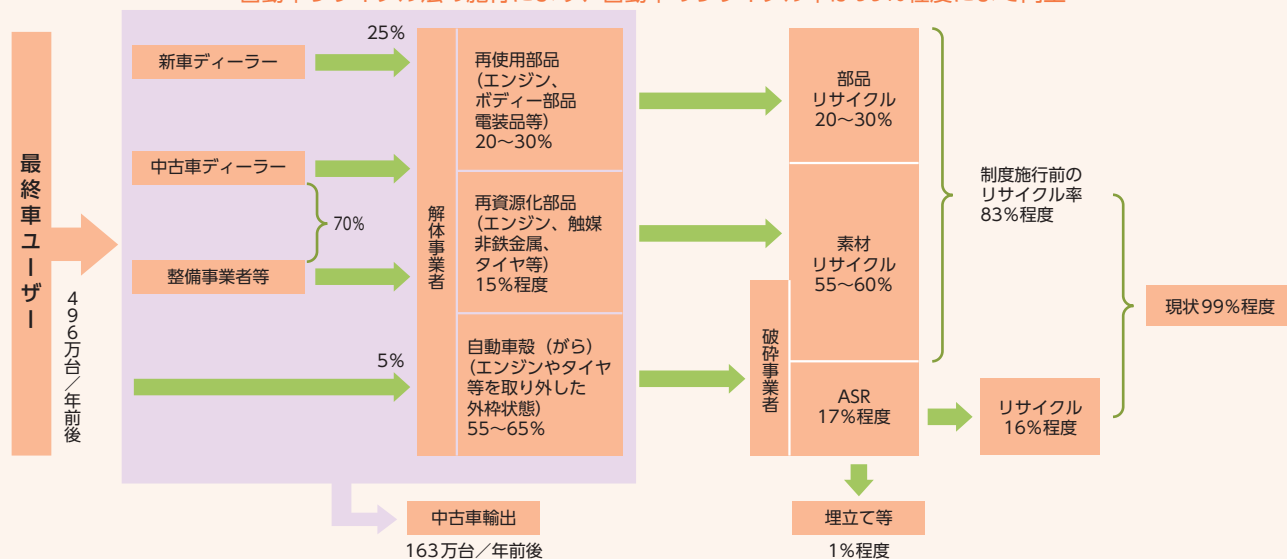 新車ディーラー
25%
中古車ディーラー
70%
整備事業者等
5%
最終車ユーザー
496万台／年前後
解体事業者
再使用部品
(エンジン、
ボディー部品
電装品等)
20〜30%
再資源化部品
(エンジン、触媒
非鉄金属、
タイヤ等)
15%程度
自動車殻（がら）
(エンジンやタイヤ
等を取り外した
外枠状態)
55〜65%
部品
リサイクル
20〜30%
素材
リサイクル
55〜60%
破砕事業者
ASR
17%程度
制度施行前の
リサイクル率
83%程度
リサイクル
16%程度
現状99%程度
中古車輸出
163万台／年前後
埋立て等
1%程度